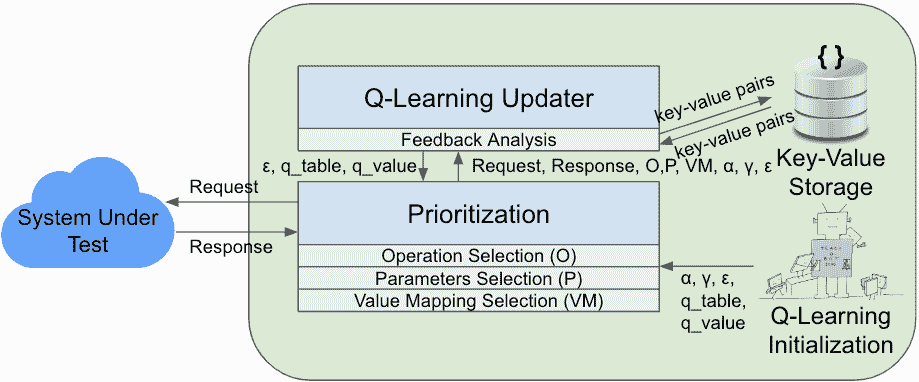 { }
Q-Learning Updater
Feedback Analysis
key-value pairs
key-value pairs
Key-Value
Storage
ε, q_table, q_value
Request, Response, O,P, VM, α, γ, ε
Request
System Under
Test
Response
Prioritization
Operation Selection (O)
Parameters Selection (P)
Value Mapping Selection (VM)
α, γ, ε,
q_table,
q_value
Q-Learning
Initialization